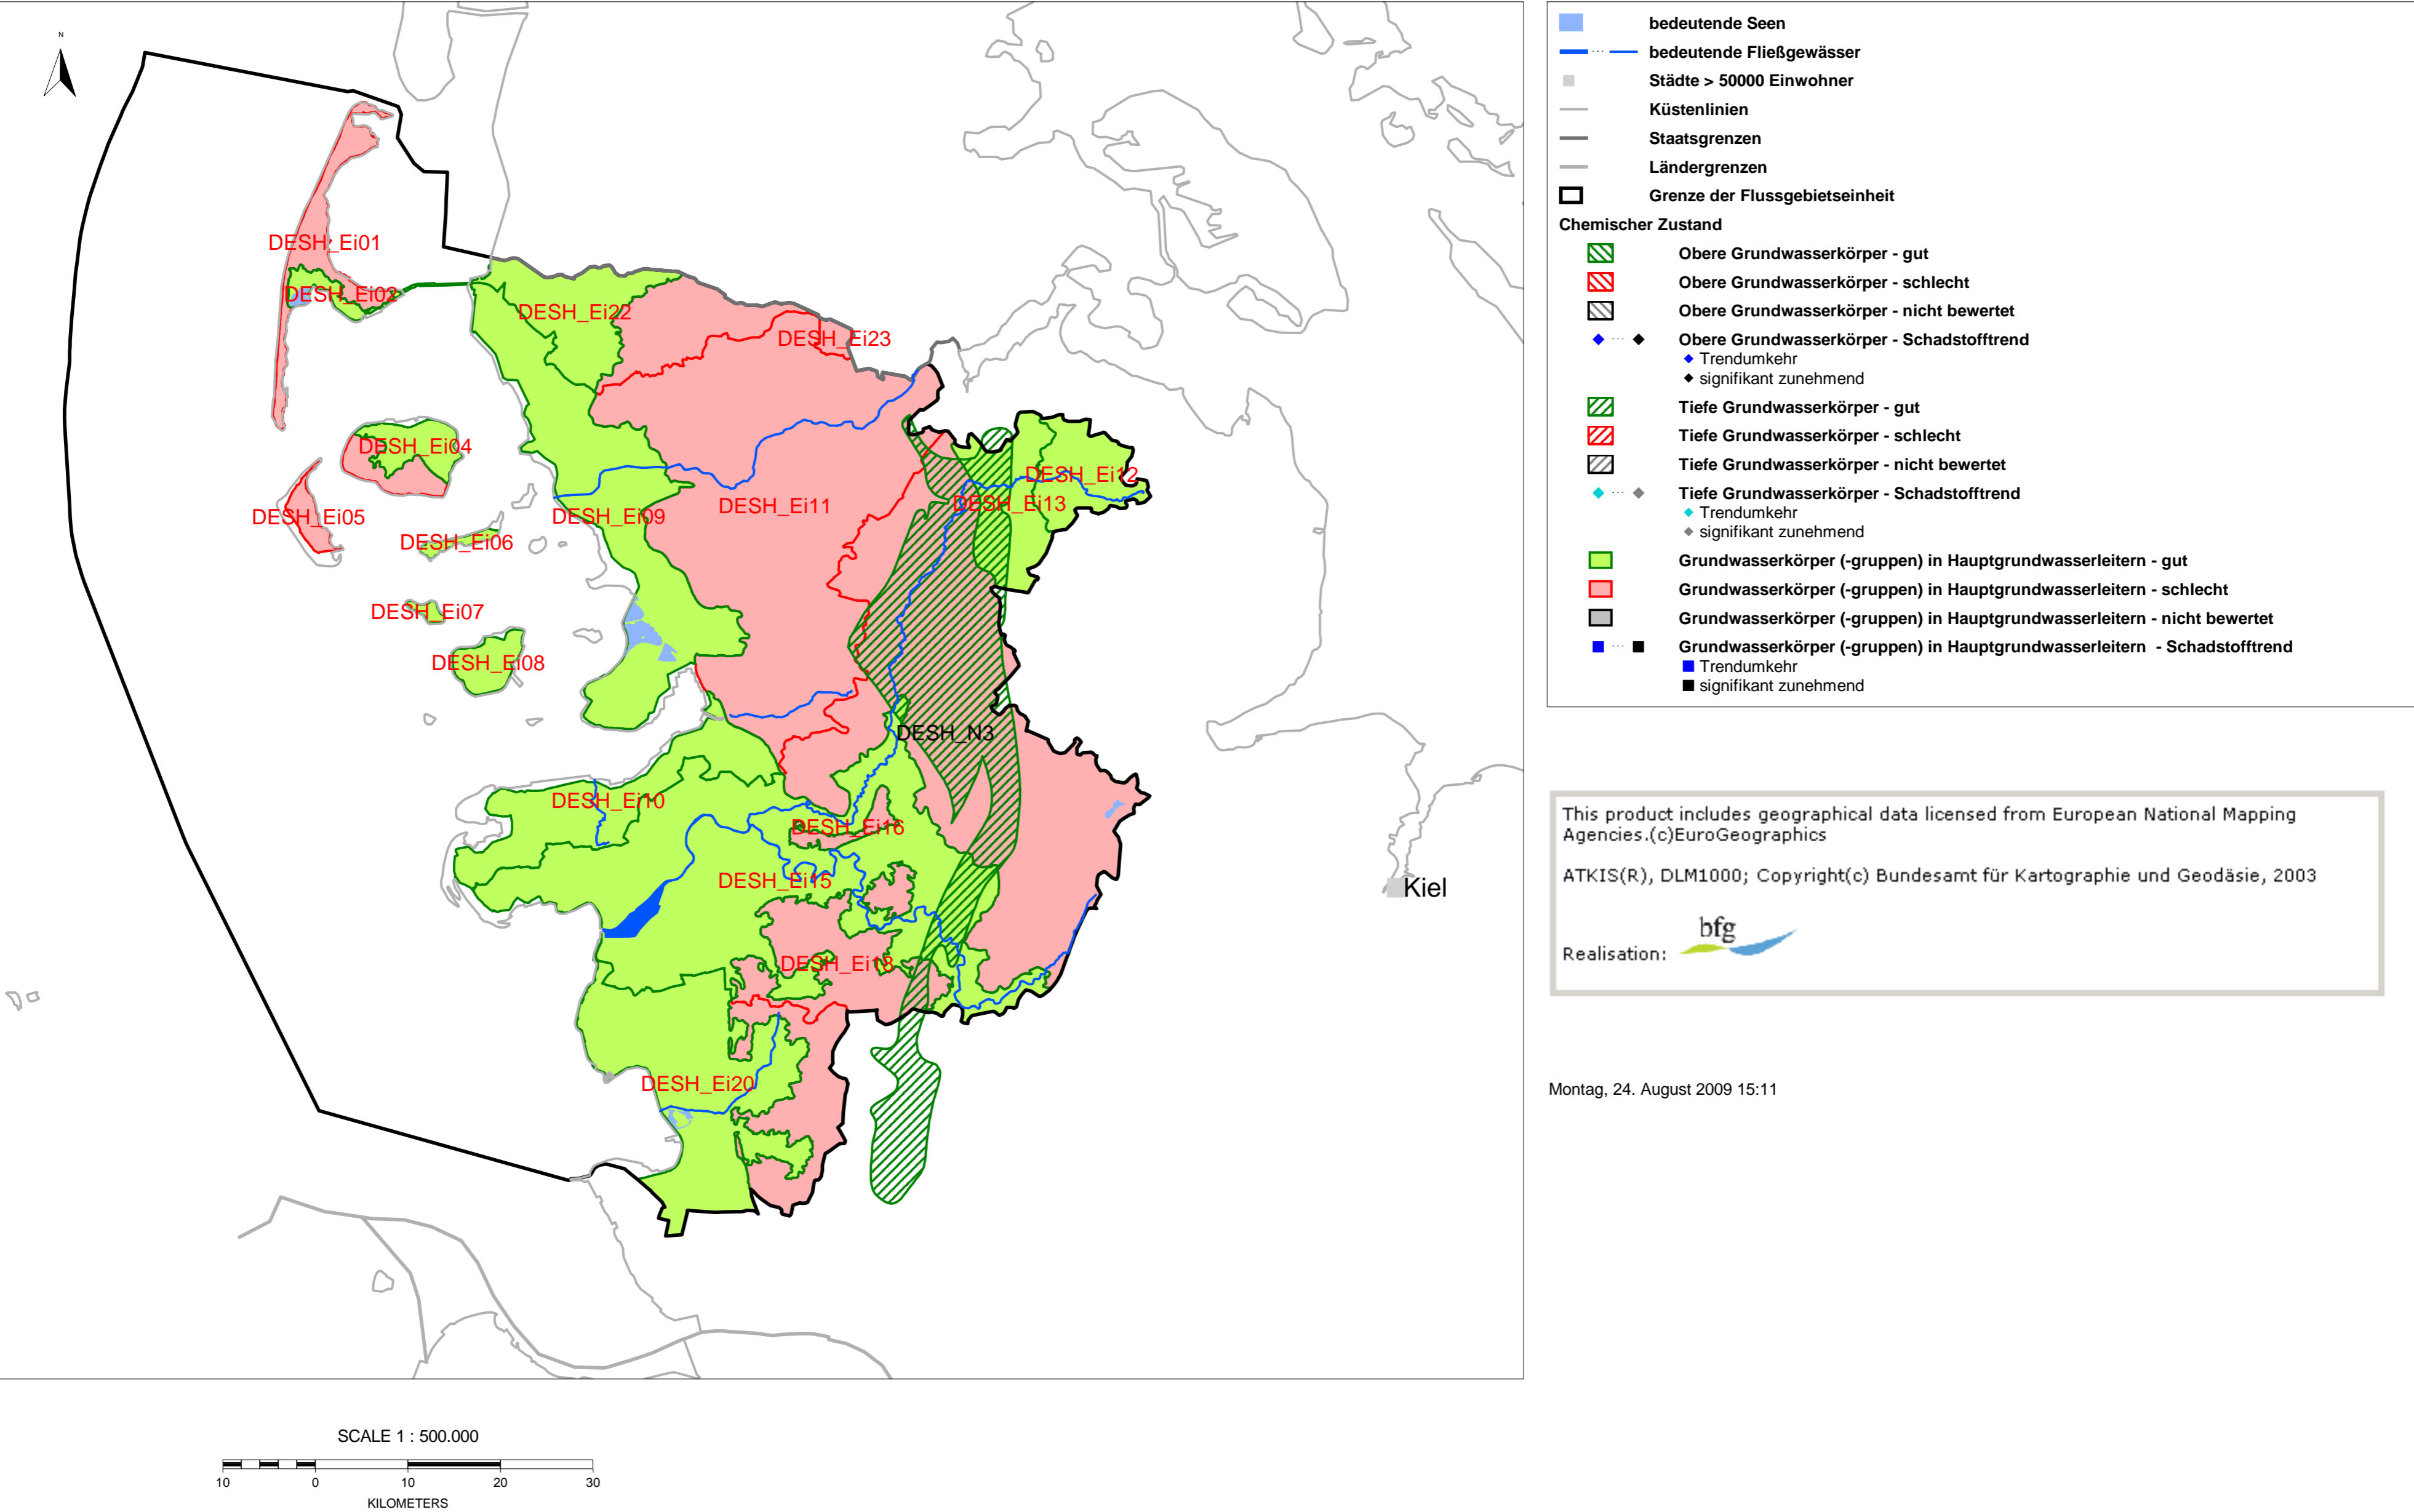 N
DESH_Ei01
DESH_Ei02
DESH_Ei22
DESH_Ei23
DESH_Ei04
DESH_Ei12
DESH_Ei11
DESH_Ei13
DESH_Ei05
DESH_Ei09
DESH_Ei06
DESH_Ei07
DESH_Ei08
DESH_N3
DESH_Ei10
DESH_Ei16
DESH_Ei15
Kiel
DESH_Ei18
DESH_Ei20
SCALE 1 : 500.000
10 0 10 20 30
KILOMETERS
bedeutende Seen
bedeutende Fließgewässer
Städte > 50000 Einwohner
Küstenlinien
Staatsgrenzen
Ländergrenzen
Grenze der Flussgebietseinheit
Chemischer Zustand
Obere Grundwasserkörper - gut
Obere Grundwasserkörper - schlecht
Obere Grundwasserkörper - nicht bewertet
Obere Grundwasserkörper - Schadstofftrend
Trendumkehr
signifikant zunehmend
Tiefe Grundwasserkörper - gut
Tiefe Grundwasserkörper - schlecht
Tiefe Grundwasserkörper - nicht bewertet
Tiefe Grundwasserkörper - Schadstofftrend
Trendumkehr
signifikant zunehmend
Grundwasserkörper (-gruppen) in Hauptgrundwasserleitern - gut
Grundwasserkörper (-gruppen) in Hauptgrundwasserleitern - schlecht
Grundwasserkörper (-gruppen) in Hauptgrundwasserleitern - nicht bewertet
Grundwasserkörper (-gruppen) in Hauptgrundwasserleitern - Schadstofftrend
Trendumkehr
signifikant zunehmend
This product includes geographical data licensed from European National Mapping
Agencies.(c)EuroGeographics
ATKIS(R), DLM1000; Copyright(c) Bundesamt für Kartographie und Geodäsie, 2003
Realisation: bfg
Montag, 24. August 2009 15:11